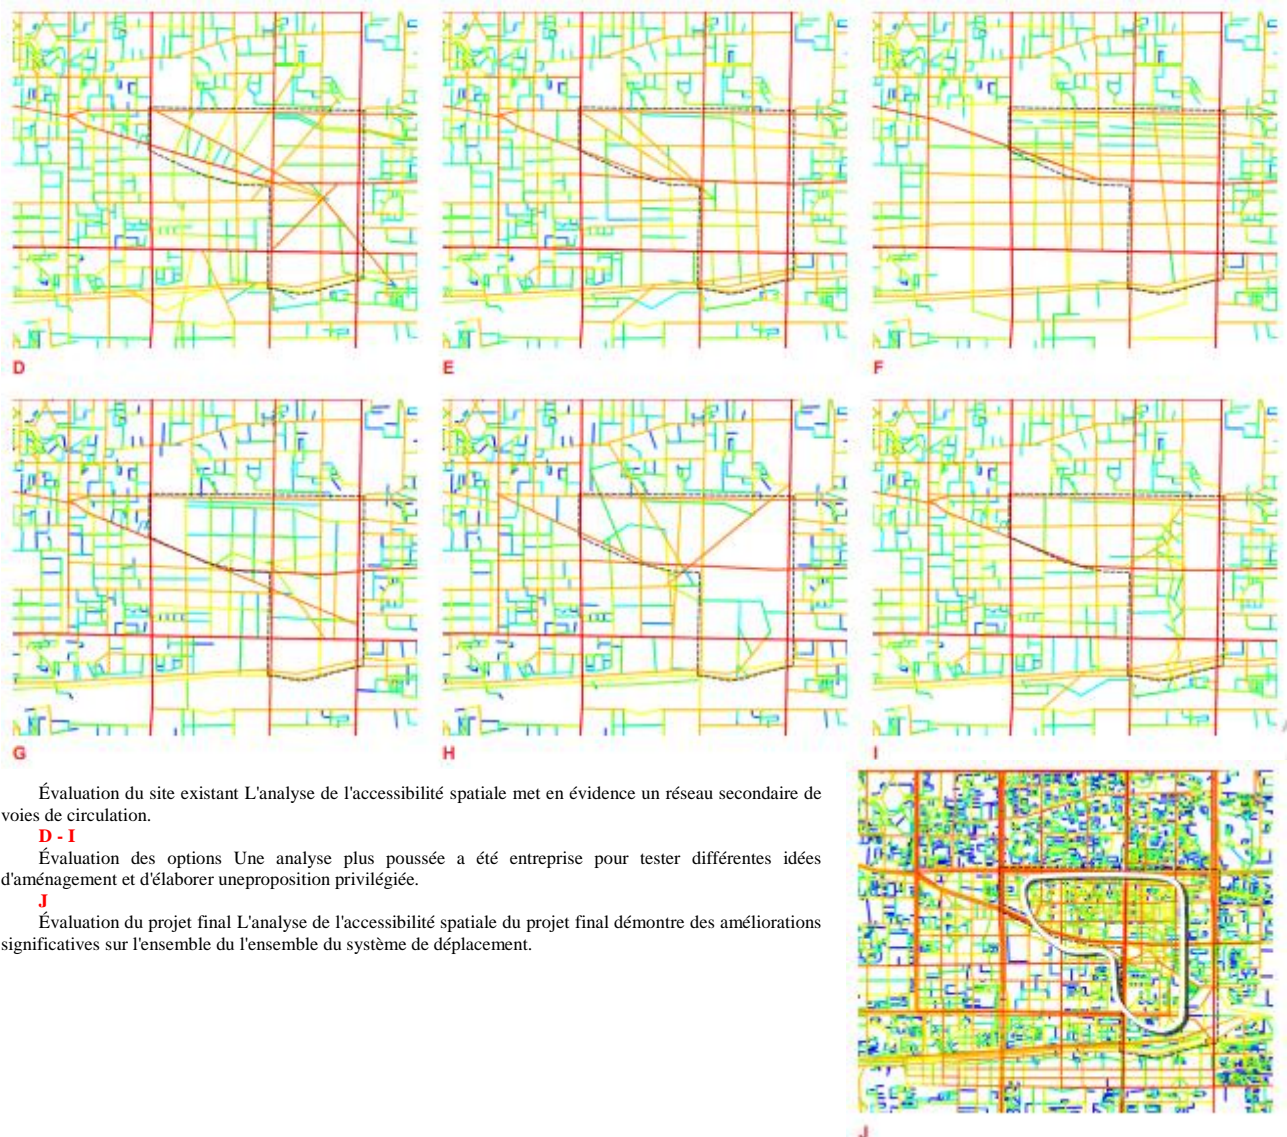 D
E
F
G
H
I
Évaluation du site existant L'analyse de l'accessibilité spatiale met en évidence un réseau secondaire de
voies de circulation.
D - I
Évaluation des options Une analyse plus poussée a été entreprise pour tester différentes idées
d'aménagement et d'élaborer uneproposition privilégiée.
J
Évaluation du projet final L'analyse de l'accessibilité spatiale du projet final démontre des améliorations
significatives sur l'ensemble du l'ensemble du système de déplacement.
J